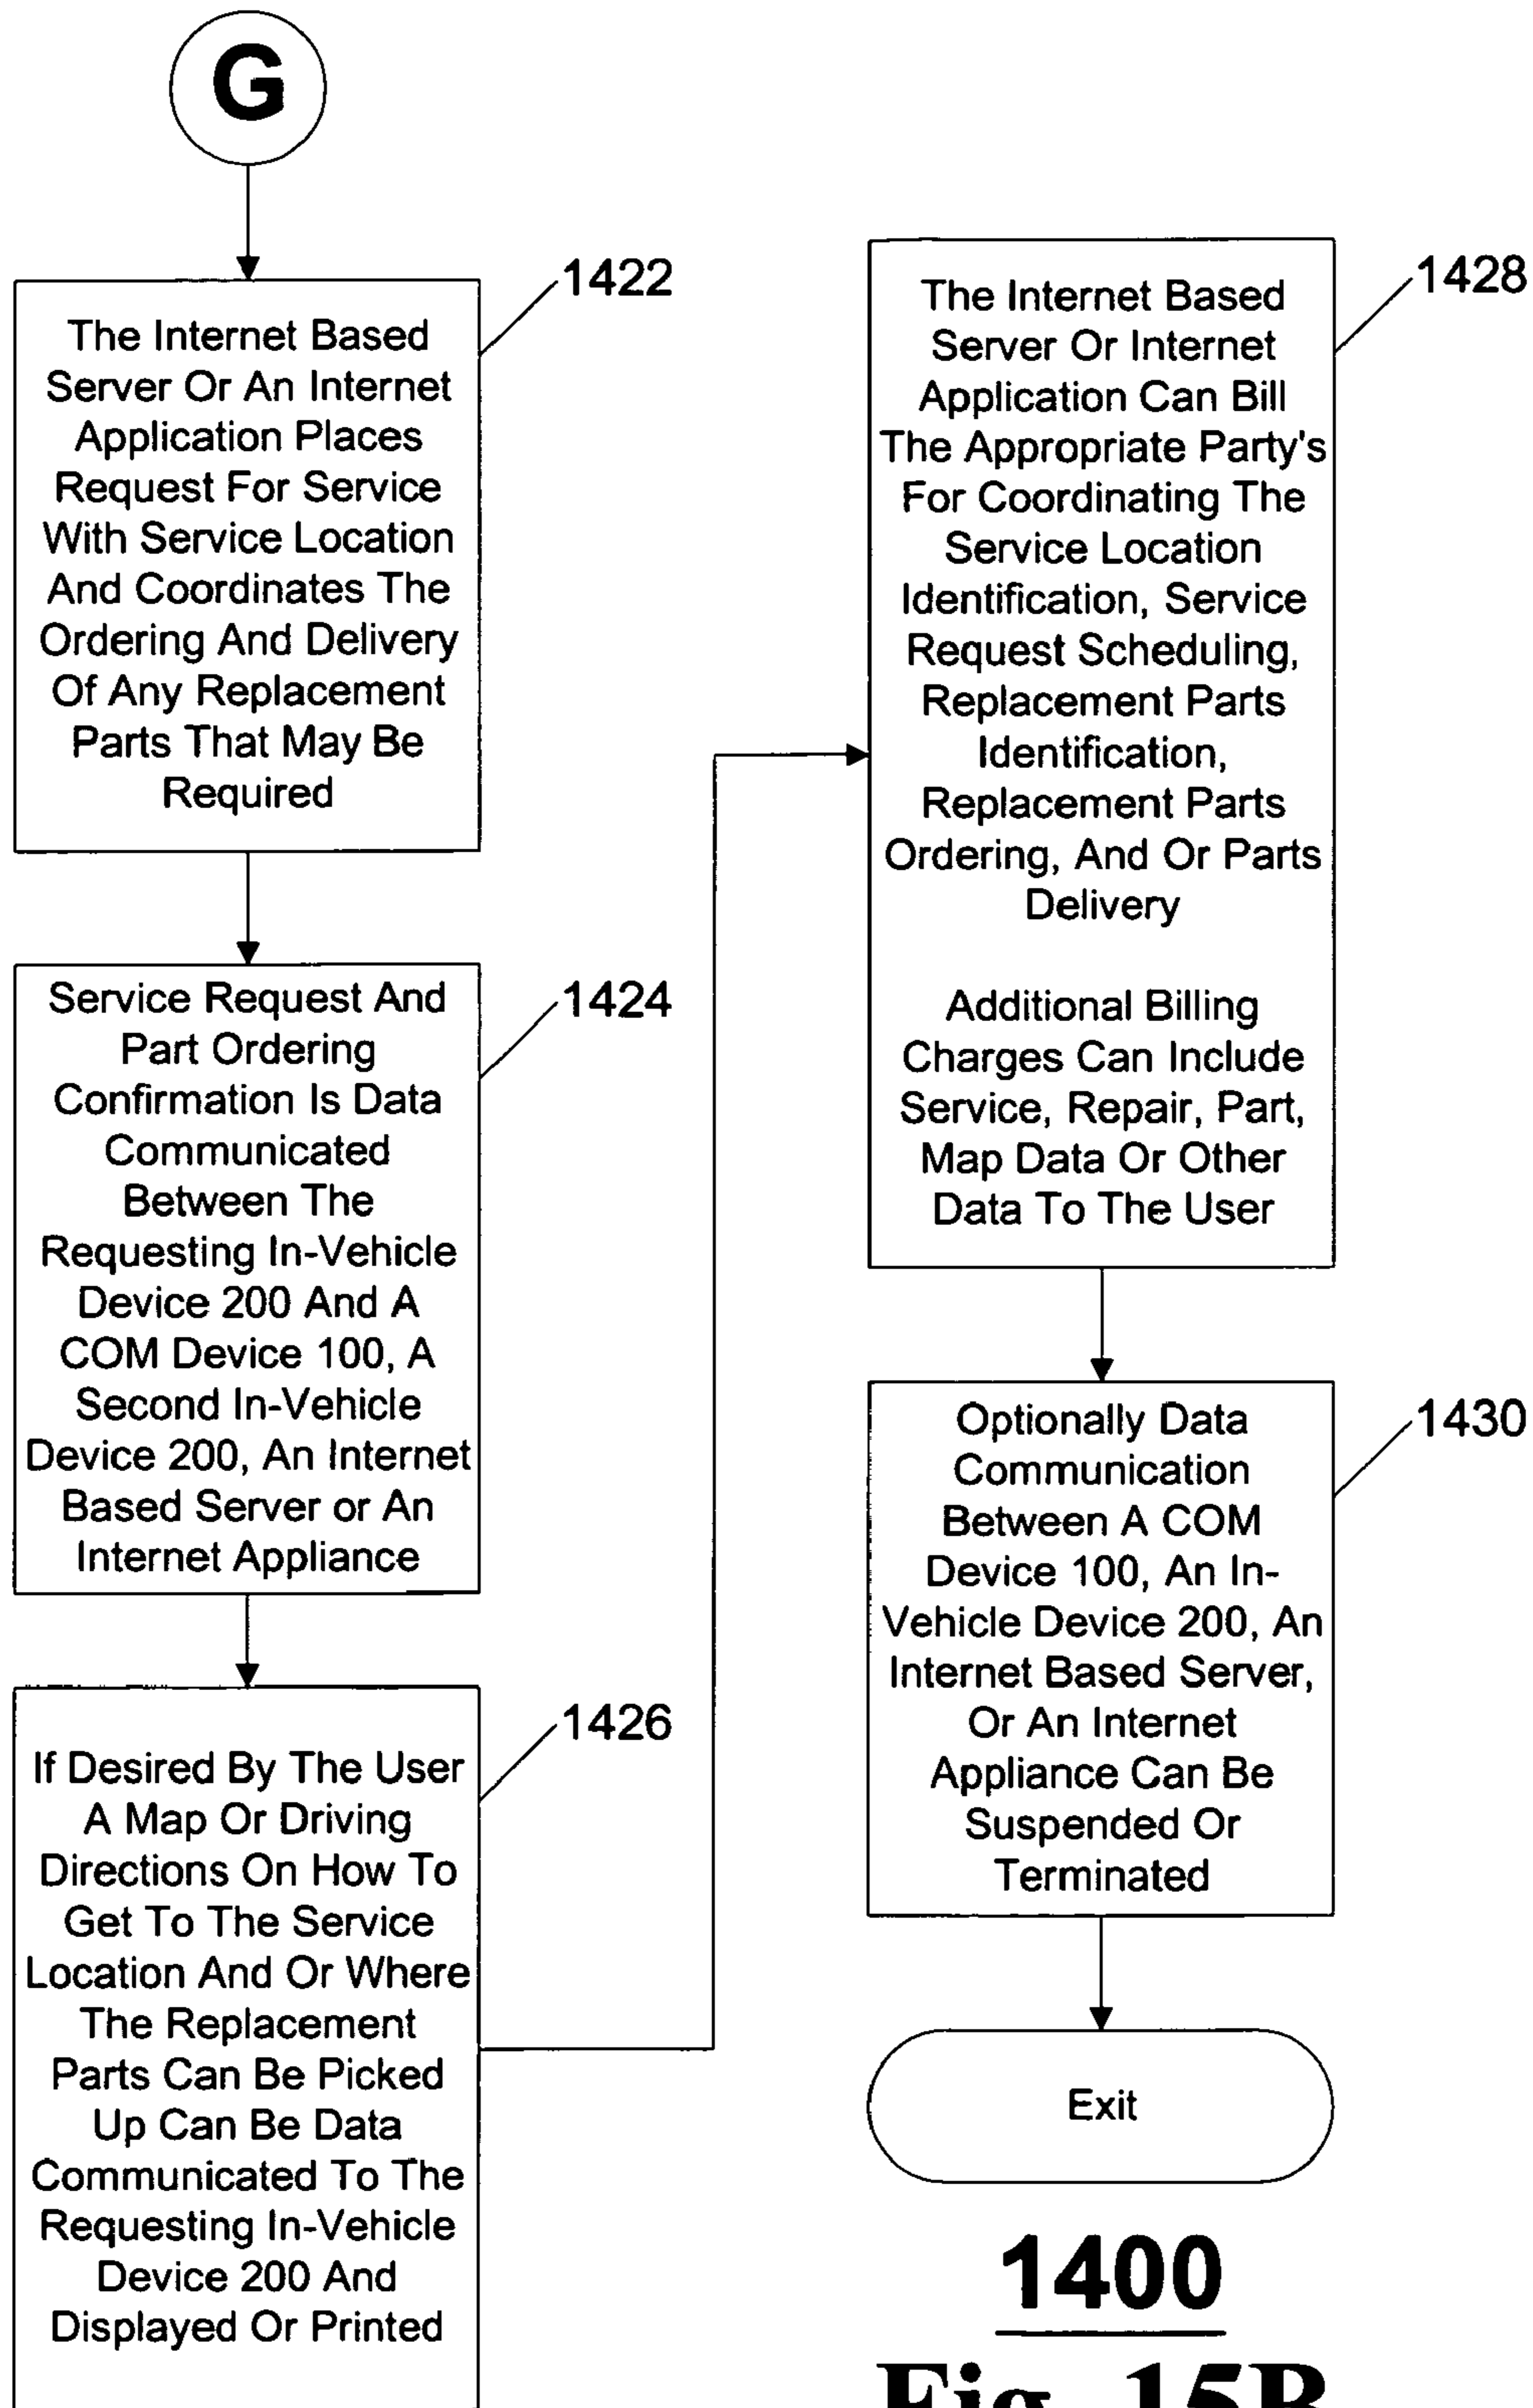 G
1422
The Internet Based
Server Or An Internet
Application Places
Request For Service
With Service Location
And Coordinates The
Ordering And Delivery
Of Any Replacement
Parts That May Be
Required
1424
Service Request And
Part Ordering
Confirmation Is Data
Communicated
Between The
Requesting In-Vehicle
Device 200 And A
COM Device 100, A
Second In-Vehicle
Device 200, An Internet
Based Server or An
Internet Appliance
1426
If Desired By The User
A Map Or Driving
Directions On How To
Get To The Service
Location And Or Where
The Replacement
Parts Can Be Picked
Up Can Be Data
Communicated To The
Requesting In-Vehicle
Device 200 And
Displayed Or Printed
1428
The Internet Based
Server Or Internet
Application Can Bill
The Appropriate Party's
For Coordinating The
Service Location
Identification, Service
Request Scheduling,
Replacement Parts
Identification,
Replacement Parts
Ordering, And Or Parts
Delivery
Additional Billing
Charges Can Include
Service, Repair, Part,
Map Data Or Other
Data To The User
1430
Optionally Data
Communication
Between A COM
Device 100, An In-
Vehicle Device 200, An
Internet Based Server,
Or An Internet
Appliance Can Be
Suspended Or
Terminated
Exit
1400
Fig. 15B